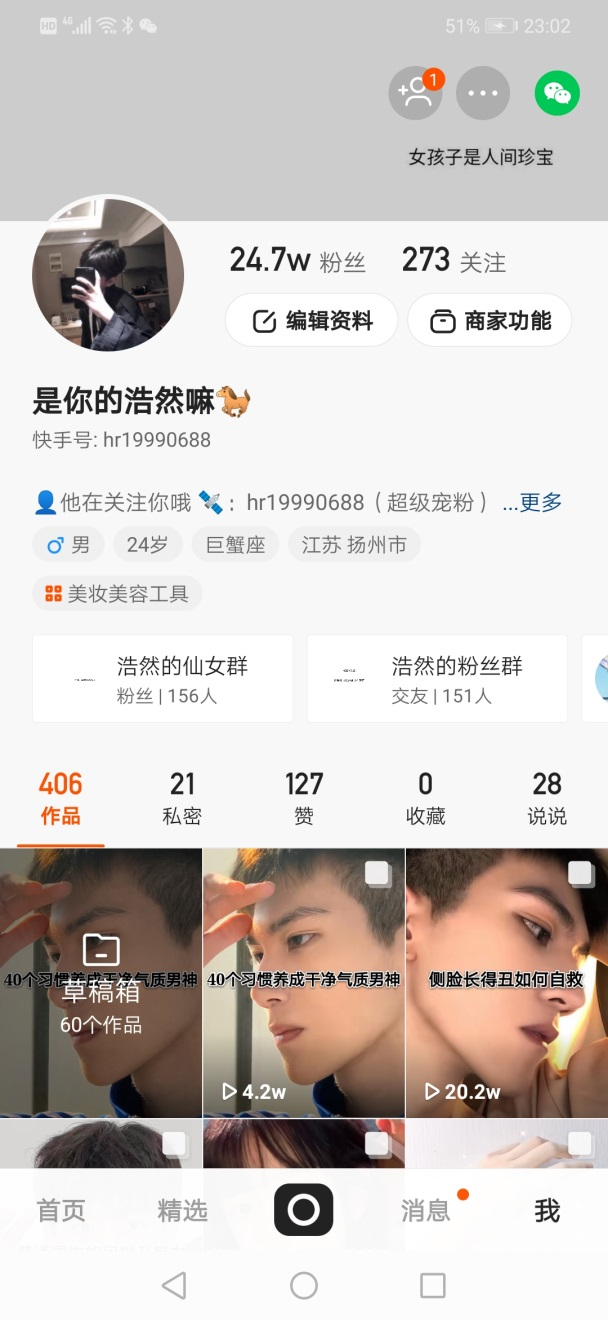 HD 4G 51% 23:02
1
女孩子是人间珍宝
24.7w 粉丝 273 关注
编辑资料 商家功能
是你的浩然嘛🐎
快手号: hr19990688
👤他在关注你哦 🛰️: hr19990688（超级宠粉） ...更多
♂ 男 24岁 巨蟹座 江苏 扬州市
美妆美容工具
浩然的仙女群 浩然的粉丝群
粉丝 | 156人 交友 | 151人
406 21 127 0 28
作品 私密 赞 收藏 说说
40个习惯养成干净气质男神 40个习惯养成干净气质男神 侧脸长得丑如何自救
草稿箱
60个作品
4.2w 20.2w
首页 精选 消息 我